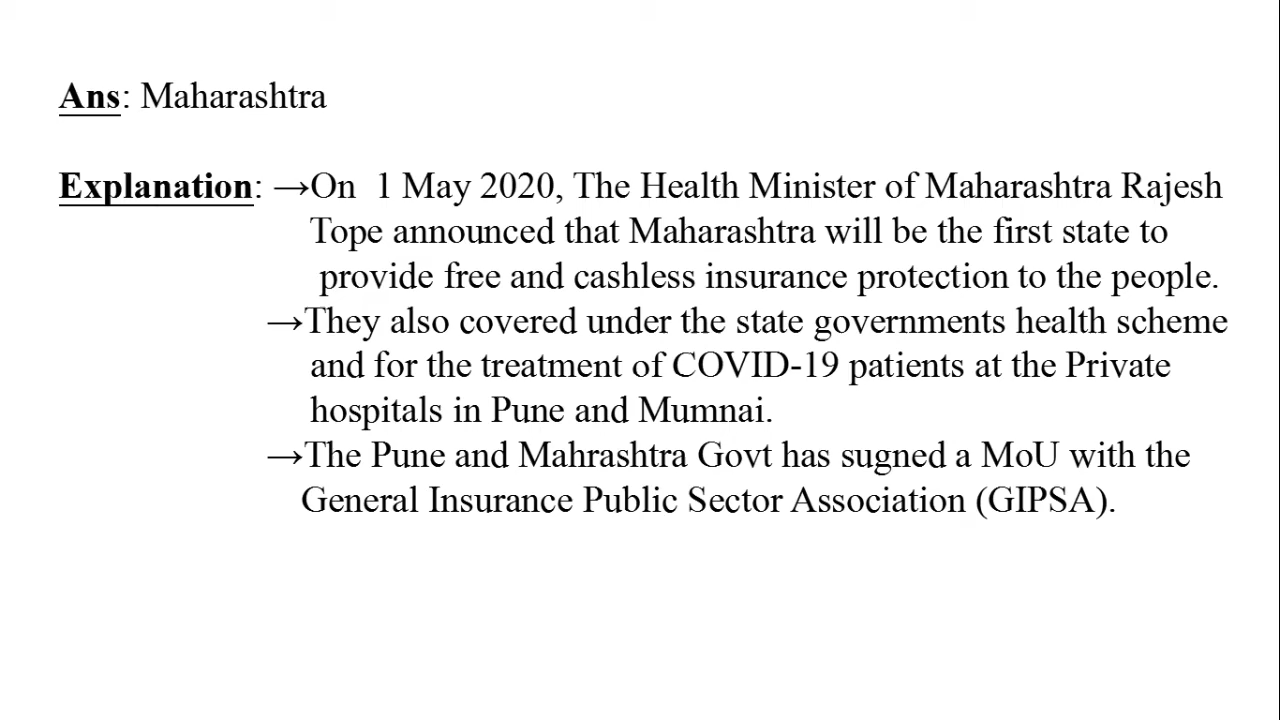 Ans: Maharashtra
Explanation: →On 1 May 2020, The Health Minister of Maharashtra Rajesh
Tope announced that Maharashtra will be the first state to
provide free and cashless insurance protection to the people.
→They also covered under the state governments health scheme
and for the treatment of COVID-19 patients at the Private
hospitals in Pune and Mumnai.
→The Pune and Mahrashtra Govt has sugned a MoU with the
General Insurance Public Sector Association (GIPSA).